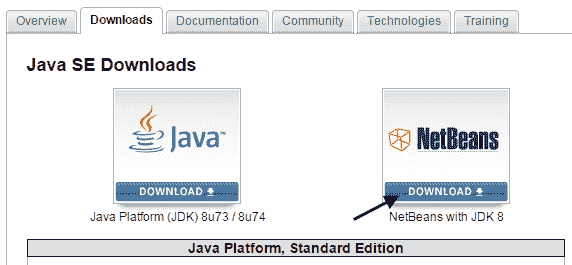 Overview Downloads Documentation Community Technologies Training
Java SE Downloads
Java™ NetBeans
DOWNLOAD DOWNLOAD
Java Platform (JDK) 8u73 / 8u74 NetBeans with JDK 8
Java Platform, Standard Edition